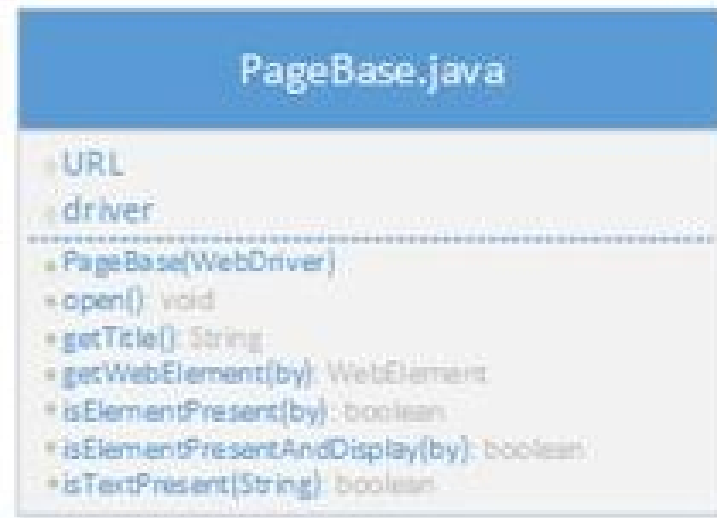 PageBase.java
URL
driver
PageBase(WebDriver)
open(): void
getTitle(): String
getWebElement(by): WebElement
isElementPresent(by): boolean
isElementPresentAndDisplay(by): boolean
isTextPresent(String): boolean